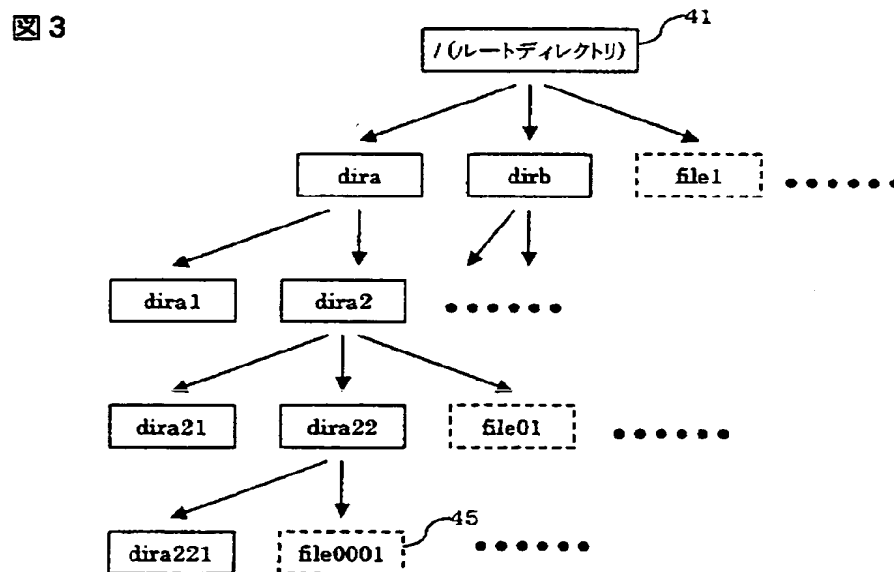 図3
41
/(ルートディレクトリ)
dira
dirb
file1
dira1
dira2
dira21
dira22
file01
45
dira221
file0001